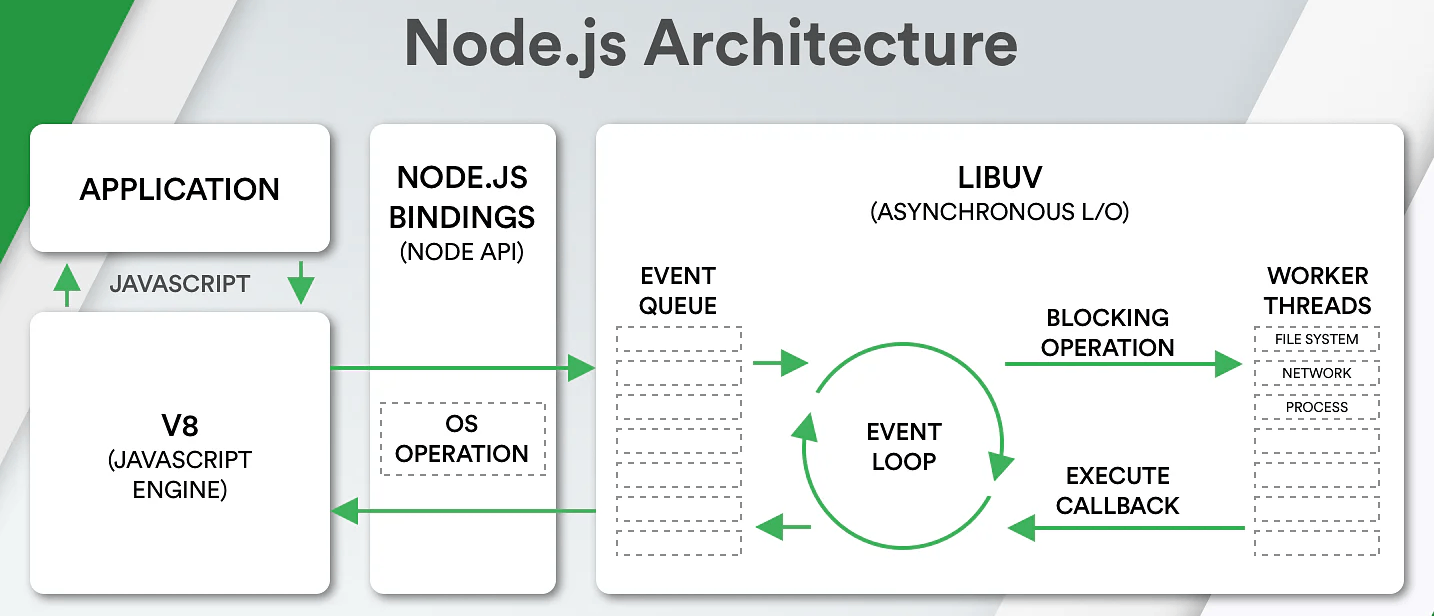 Node.js Architecture
APPLICATION
JAVASCRIPT
V8
(JAVASCRIPT
ENGINE)
NODE.JS
BINDINGS
(NODE API)
OS
OPERATION
LIBUV
(ASYNCHRONOUS L/O)
EVENT
QUEUE
EVENT
LOOP
BLOCKING
OPERATION
EXECUTE
CALLBACK
WORKER
THREADS
FILE SYSTEM
NETWORK
PROCESS